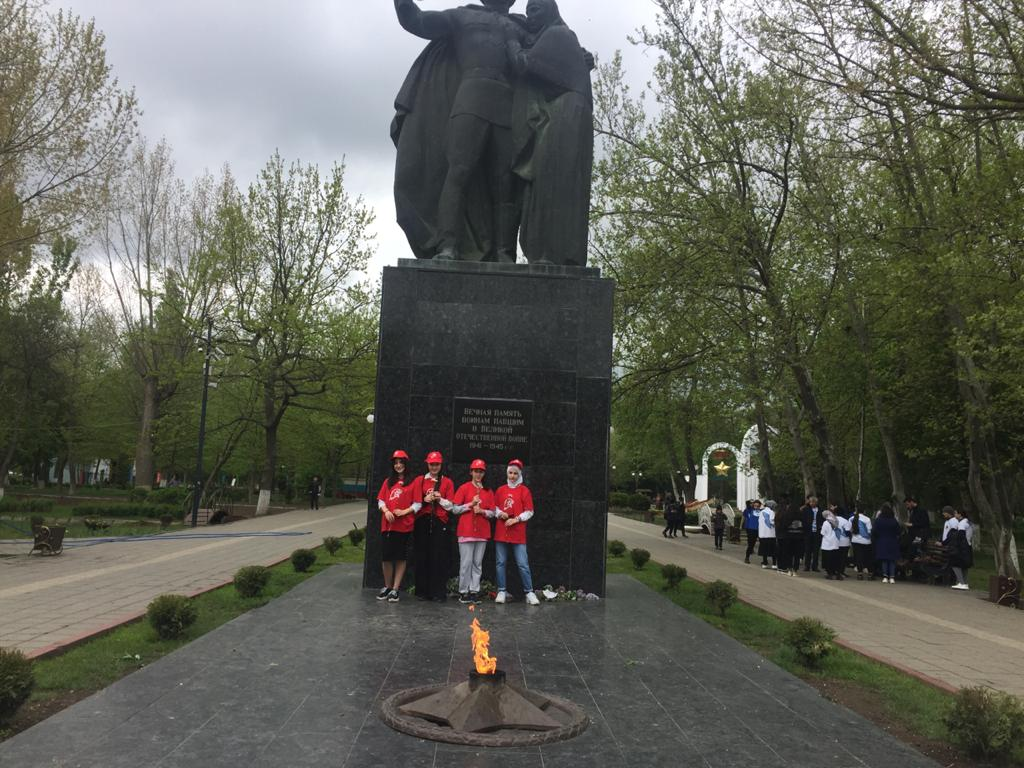 ВЕЧНАЯ ПАМЯТЬ
ВОИНАМ ПАВШИМ
В ВЕЛИКОЙ
ОТЕЧЕСТВЕННОЙ ВОЙНЕ
1941 – 1945 г.г.